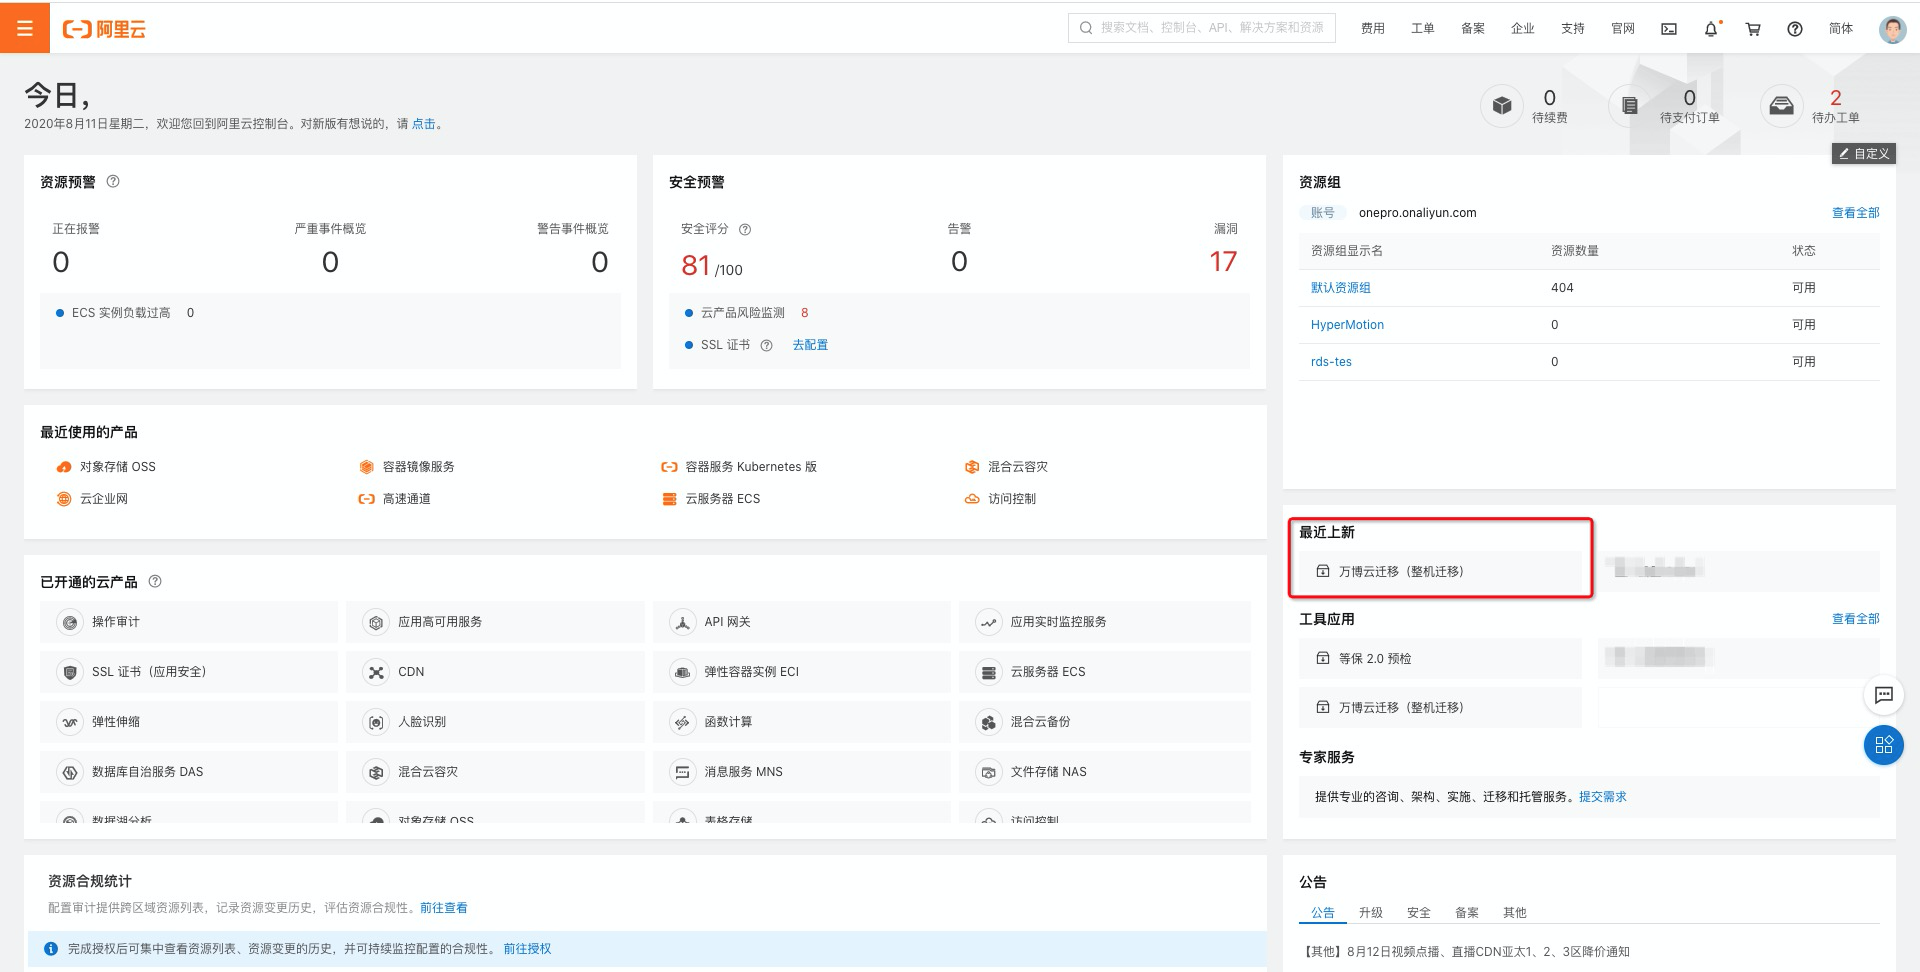 阿里云
搜索文档、控制台、API、解决方案和资源
费用
工单
备案
企业
支持
官网
简体
今日,
2020年8月11日星期二，欢迎您回到阿里云控制台。对新版有想说的，请 点击。
0
待续费
0
待支付订单
2
待办工单
自定义
资源预警
正在报警
严重事件概览
警告事件概览
0
0
0
ECS 实例负载过高 0
安全预警
安全评分
告警
漏洞
81 /100
0
17
云产品风险监测 8
SSL 证书 去配置
资源组
账号 onepro.onaliyun.com 查看全部
资源组显示名 资源数量 状态
默认资源组 404 可用
HyperMotion 0 可用
rds-tes 0 可用
最近使用的产品
对象存储 OSS
容器镜像服务
容器服务 Kubernetes 版
混合云容灾
云企业网
高速通道
云服务器 ECS
访问控制
最近上新
万博云迁移（整机迁移）
工具应用 查看全部
等保 2.0 预检
万博云迁移（整机迁移）
专家服务
提供专业的咨询、架构、实施、迁移和托管服务。提交需求
已开通的云产品
操作审计
应用高可用服务
API 网关
应用实时监控服务
SSL 证书（应用安全）
CDN
弹性容器实例 ECI
云服务器 ECS
弹性伸缩
人脸识别
函数计算
混合云备份
数据库自治服务 DAS
混合云容灾
消息服务 MNS
文件存储 NAS
数据湖分析
对象存储 OSS
表格存储
访问控制
资源合规统计
配置审计提供跨区域资源列表，记录资源变更历史，评估资源合规性。前往查看
完成授权后可集中查看资源列表、资源变更的历史，并可持续监控配置的合规性。 前往授权
公告
公告 升级 安全 备案 其他
【其他】8月12日视频点播、直播CDN亚太1、2、3区降价通知